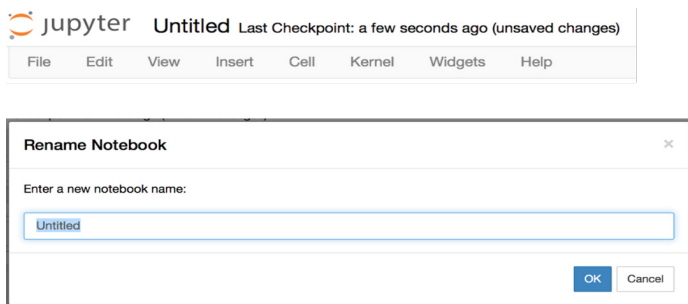 jupyter Untitled Last Checkpoint: a few seconds ago (unsaved changes)
File Edit View Insert Cell Kernel Widgets Help
Rename Notebook ×
Enter a new notebook name:
Untitled
OK Cancel